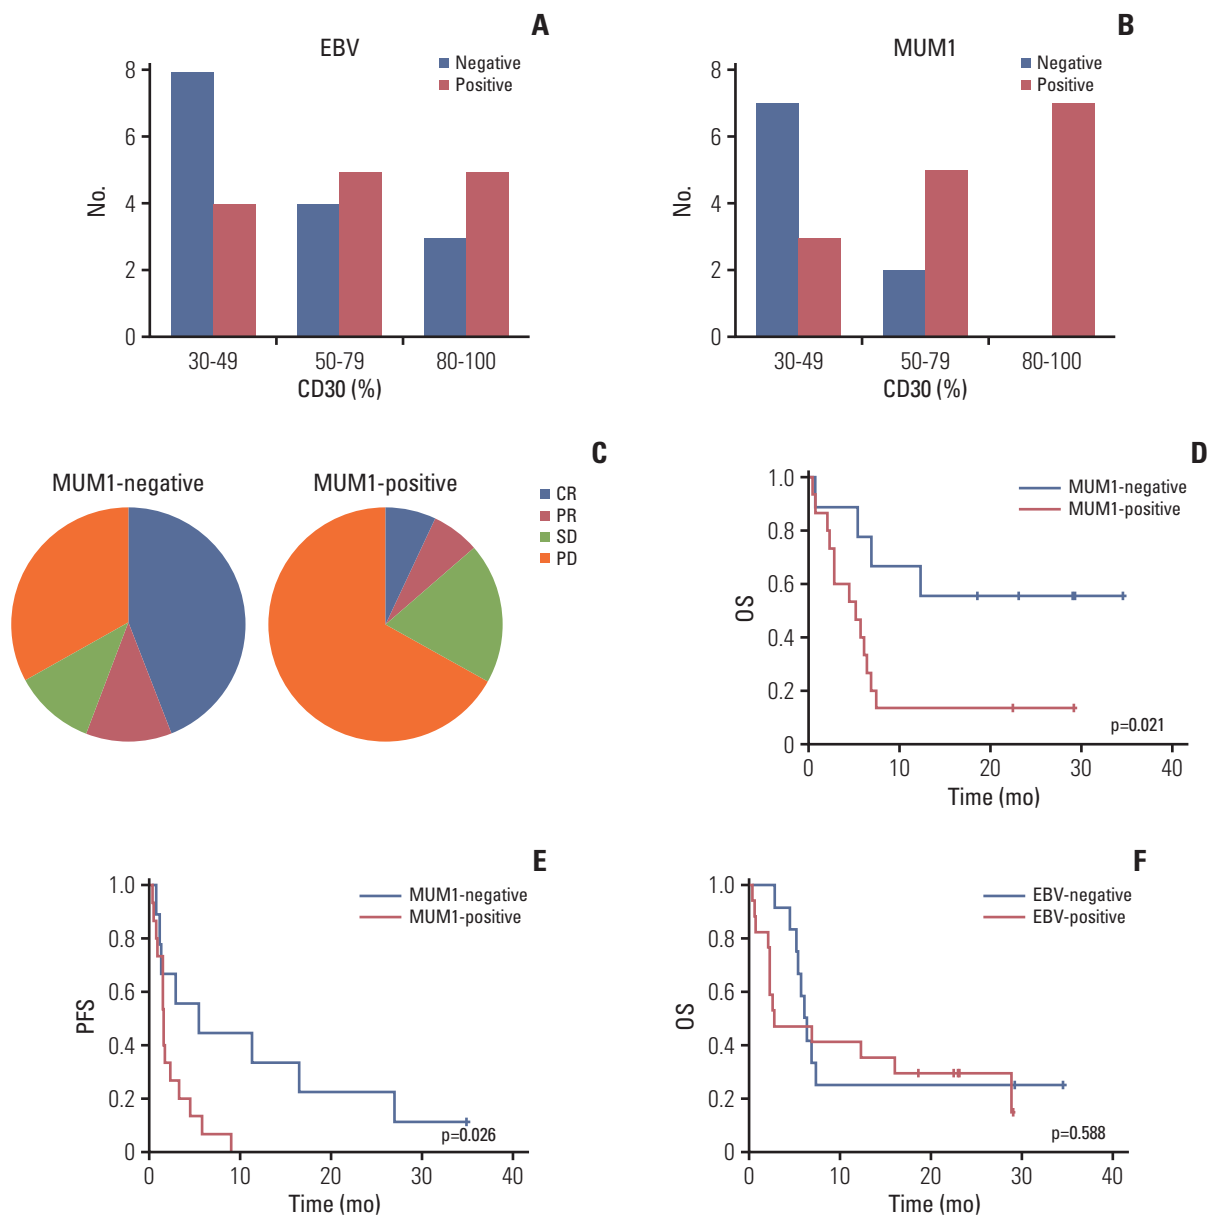 A
EBV
Negative
Positive
8
6
4
2
0
No.
30-49
50-79
80-100
CD30 (%)
B
MUM1
Negative
Positive
8
6
4
2
0
No.
30-49
50-79
80-100
CD30 (%)
C
MUM1-negative
MUM1-positive
CR
PR
SD
PD
D
MUM1-negative
MUM1-positive
1.0
0.8
0.6
0.4
0.2
0
OS
p=0.021
0 10 20 30 40
Time (mo)
E
MUM1-negative
MUM1-positive
1.0
0.8
0.6
0.4
0.2
0
PFS
p=0.026
0 10 20 30 40
Time (mo)
F
EBV-negative
EBV-positive
1.0
0.8
0.6
0.4
0.2
0
OS
p=0.588
0 10 20 30 40
Time (mo)